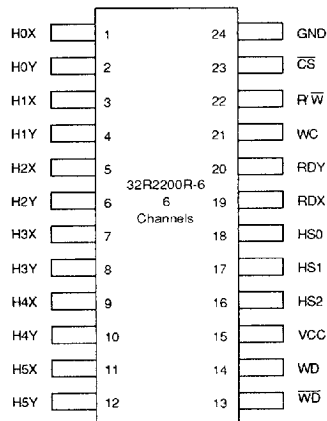 H0X 1 24 GND
H0Y 2 23 C̅S̅
H1X 3 22 R/W̅
H1Y 4 21 WC
H2X 5 20 RDY
32R2200R-6
H2Y 6 6 19 RDX
Channels
H3X 7 18 HS0
H3Y 8 17 HS1
H4X 9 16 HS2
H4Y 10 15 VCC
H5X 11 14 WD
H5Y 12 13 W̅D̅